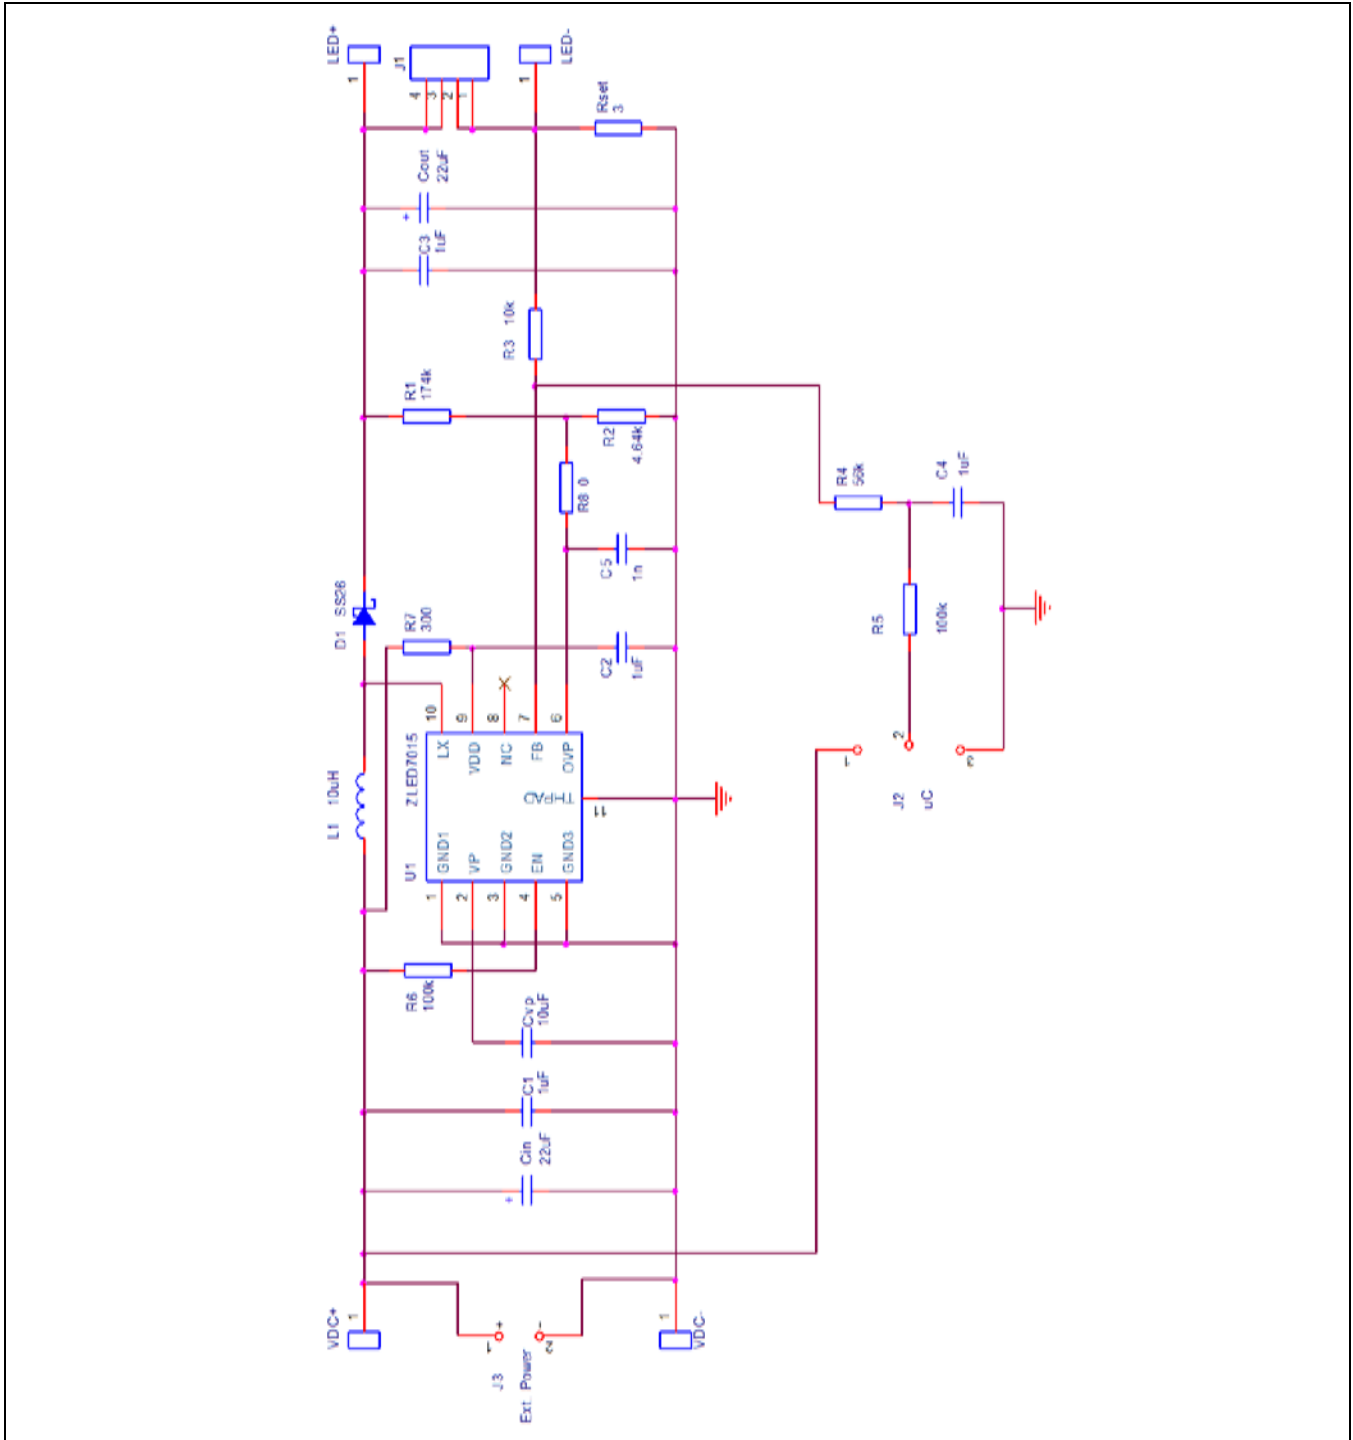 LED+
1
J1
4
3
2
1
LED-
1
Rset
3
Cout
22uF
+
C3
1uF
R3 10k
R1
174k
R2
4.64k
R8 0
R4
56k
C4
1uF
C5
1n
D1 SS26
R7
300
C2
1uF
R5
100k
L1 10uH
U1
ZLED7015
10
9
8
7
6
LX
VDD
NC
FB
OVP
11
GND1
VP
GND2
EN
GND3
1
2
3
4
5
J2
uC
1
2
3
R6
100k
Cvp
10uF
C1
1uF
Cin
22uF
+
VDC+
1
J3
Ext. Power
1
+
2
-
VDC-
1